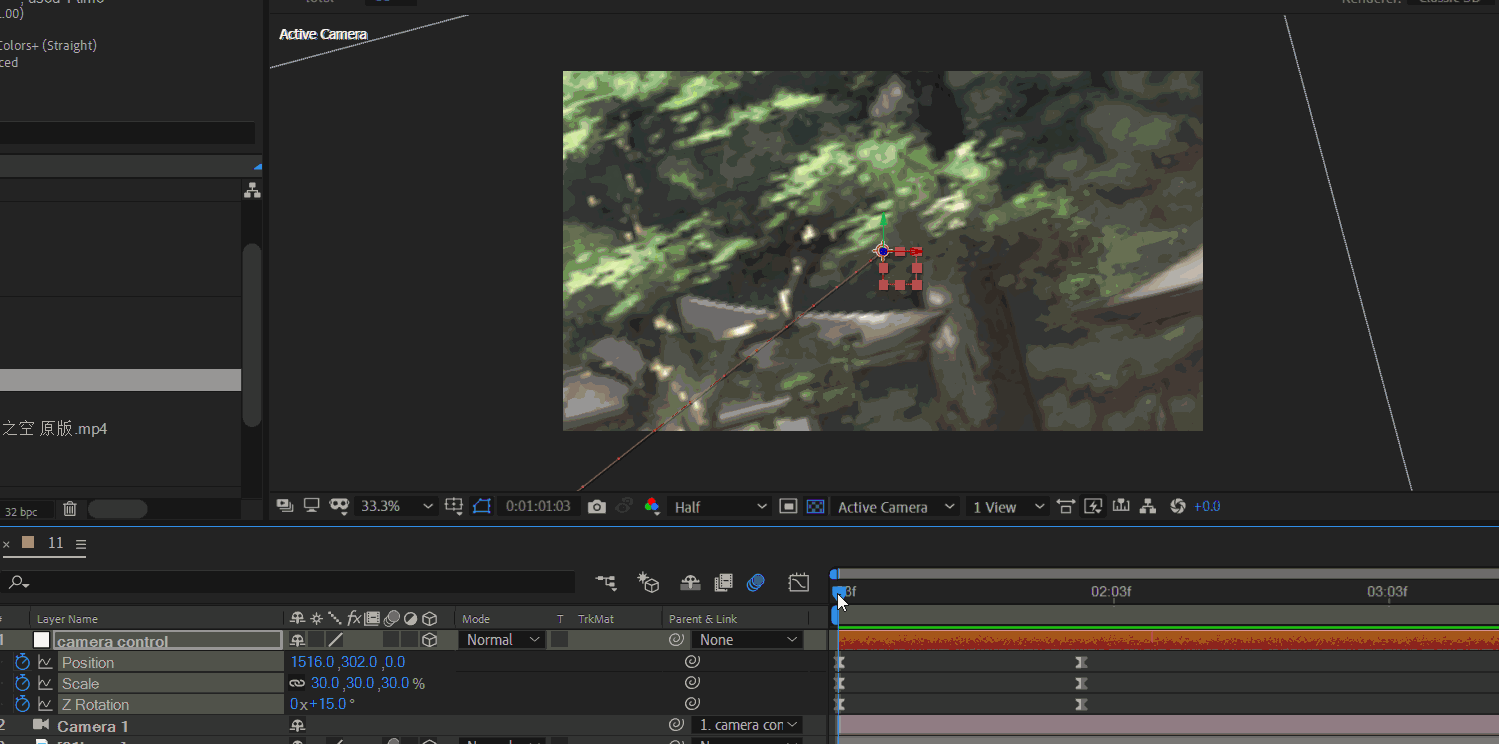 .00)
Colors+ (Straight)
ced
之空 原版.mp4
32 bpc
Active Camera
33.3%
0:01:01:03
Half
Active Camera
1 View
+0.0
× 11
Layer Name
Mode
T TrkMat
Parent & Link
02:03f
03:03f
1 camera control
Normal
None
Position
1516.0 ,302.0 ,0.0
Scale
30.0 ,30.0 ,30.0 %
Z Rotation
0 x +15.0 °
2 Camera 1
1. camera con